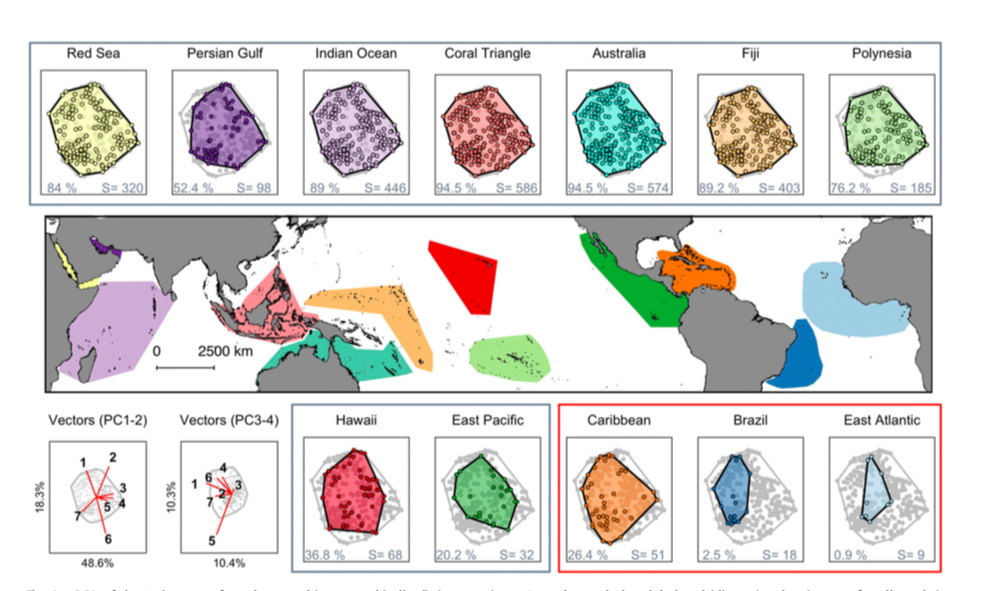 Red Sea Persian Gulf Indian Ocean Coral Triangle Australia Fiji Polynesia
84 % S= 320 52.4 % S= 98 89 % S= 446 94.5 % S= 586 94.5 % S= 574 89.2 % S= 403 76.2 % S= 185
0 2500 km
Vectors (PC1-2) Vectors (PC3-4) Hawaii East Pacific Caribbean Brazil East Atlantic
18.3%
1 2 3 4 5 6 7
48.6%
10.3%
1 6 4 3 2 7 5
10.4%
36.8 % S= 68 20.2 % S= 32 26.4 % S= 51 2.5 % S= 18 0.9 % S= 9